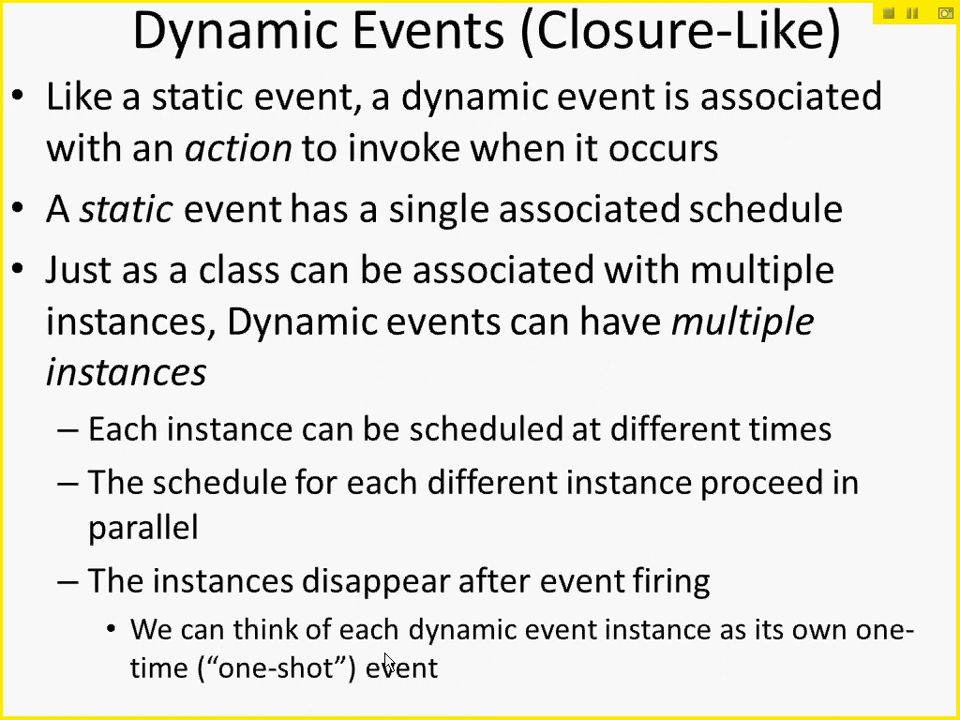 Dynamic Events (Closure-Like)
• Like a static event, a dynamic event is associated
with an action to invoke when it occurs
• A static event has a single associated schedule
• Just as a class can be associated with multiple
instances, Dynamic events can have multiple
instances
– Each instance can be scheduled at different times
– The schedule for each different instance proceed in
parallel
– The instances disappear after event firing
• We can think of each dynamic event instance as its own one-
time (“one-shot”) event